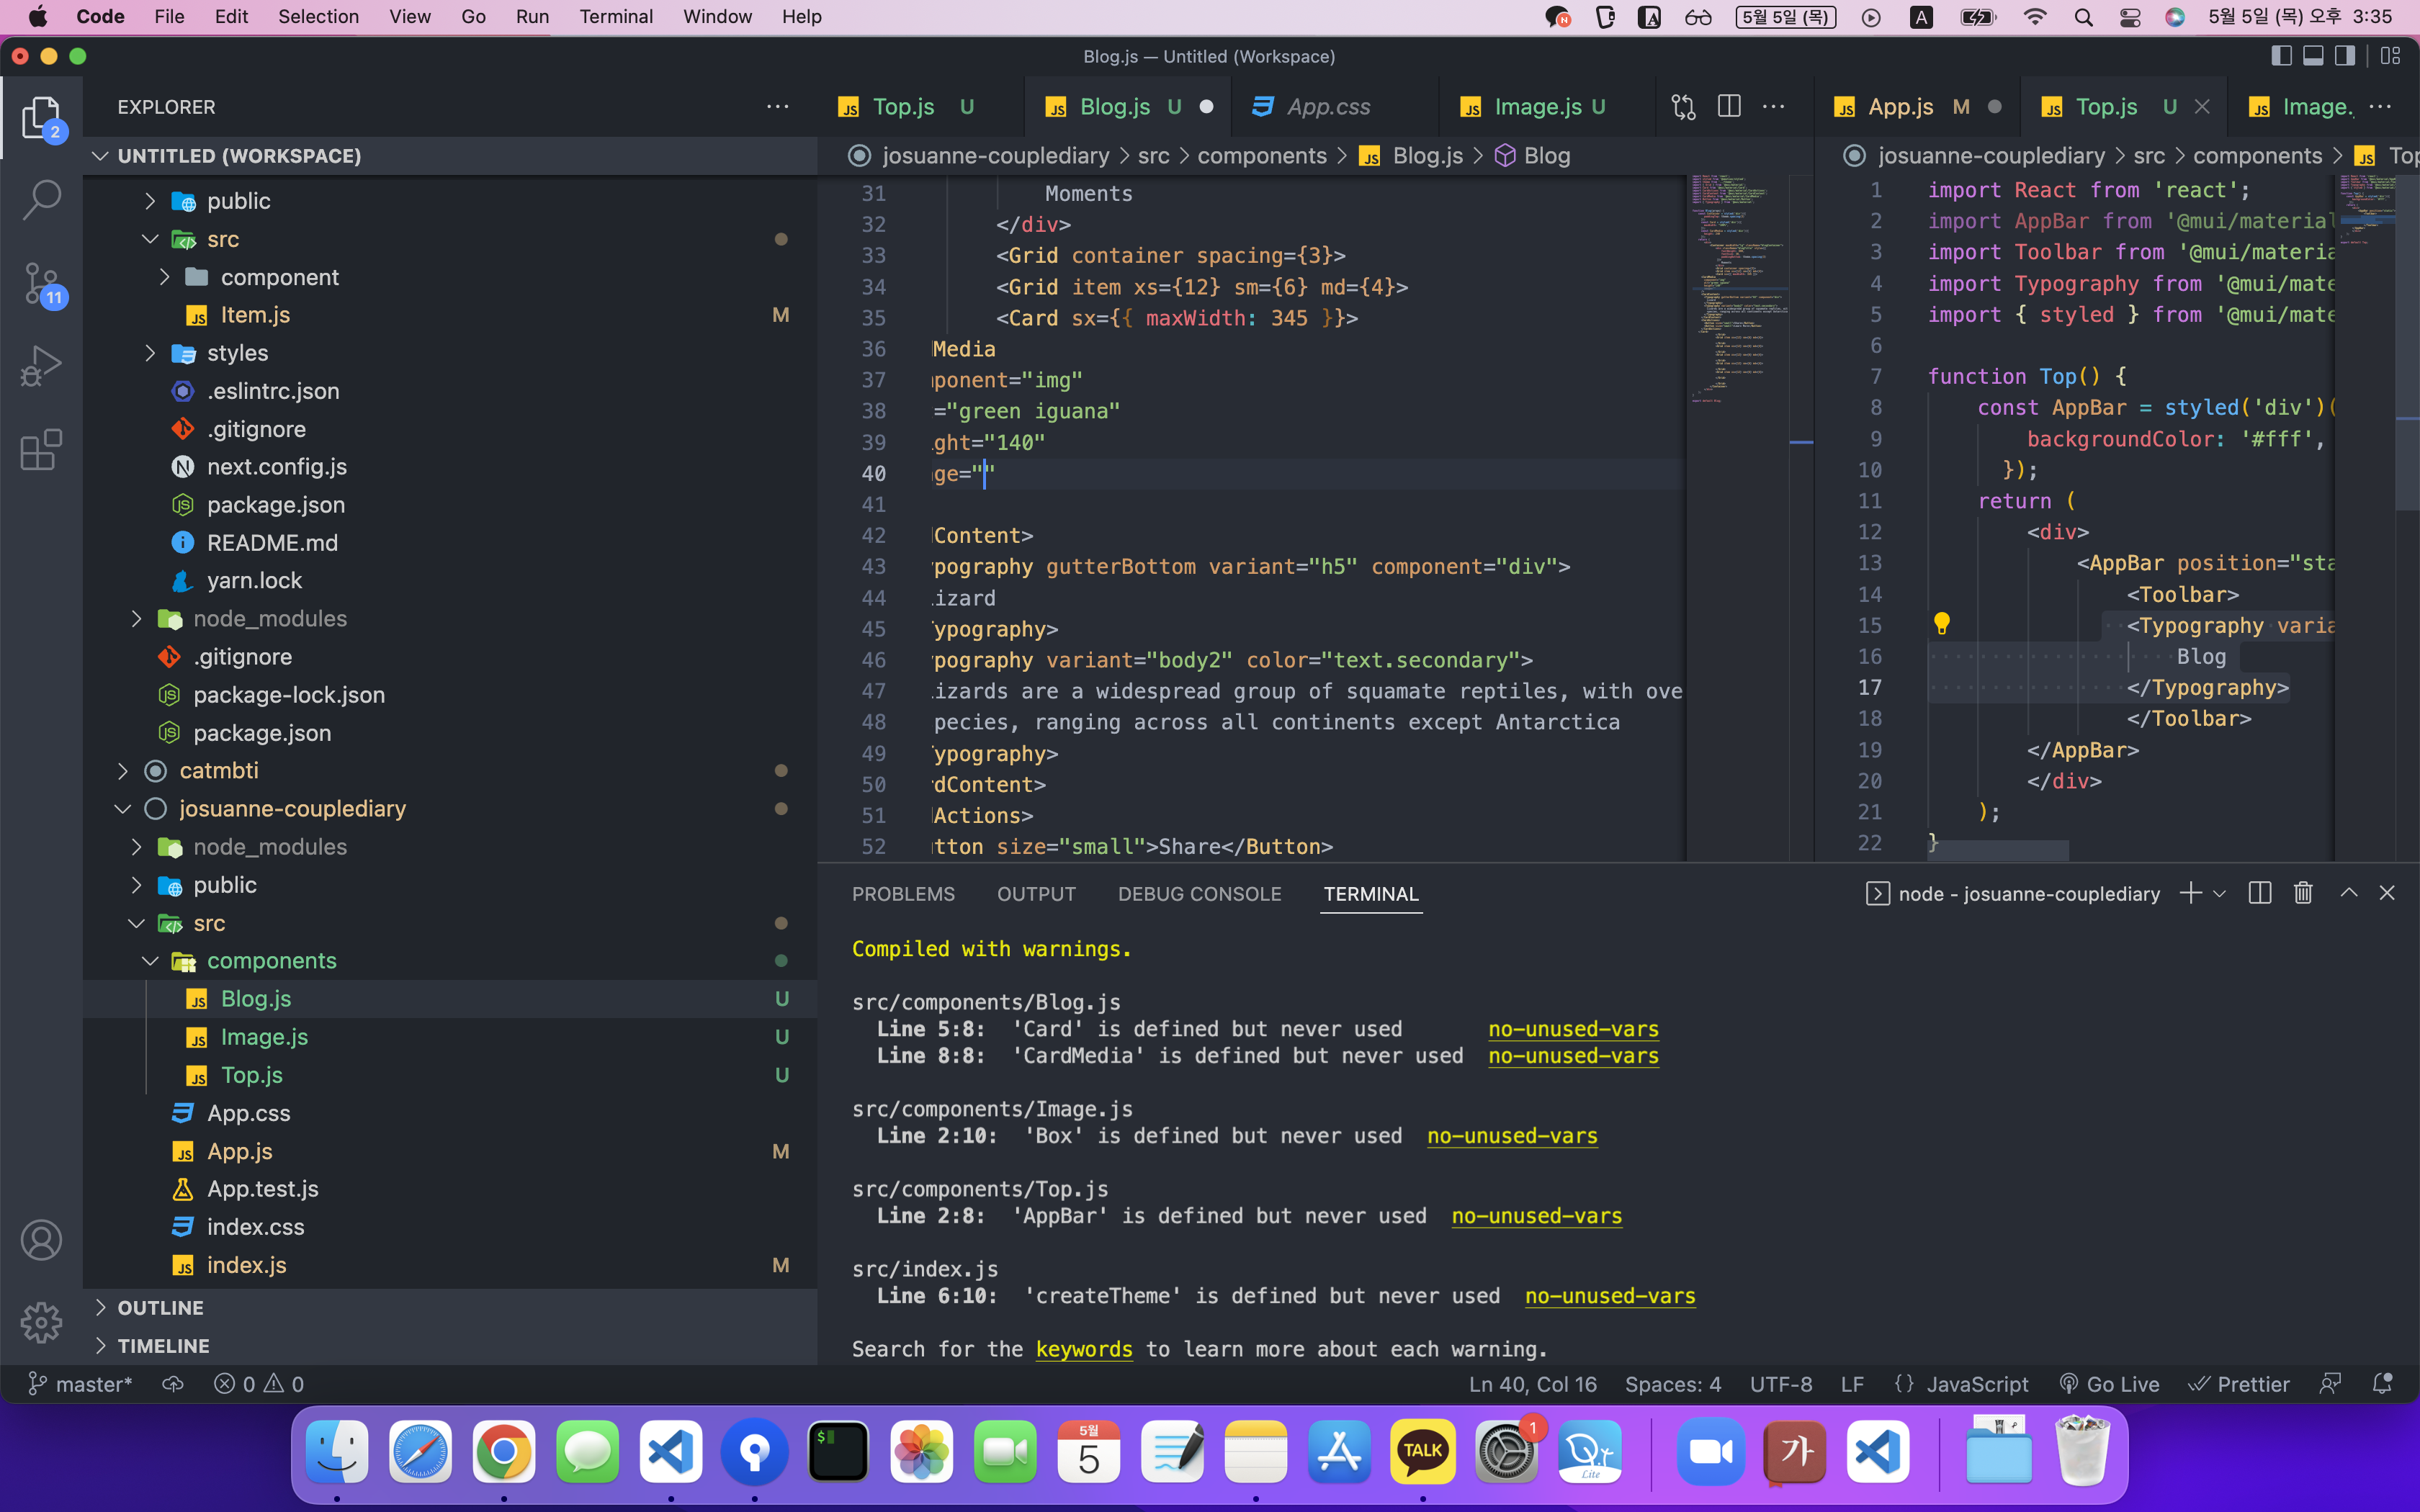 Code File Edit Selection View Go Run Terminal Window Help 5월 5일 (목) A 5월 5일 (목) 오후 3:35
Blog.js — Untitled (Workspace)
2
11
EXPLORER
UNTITLED (WORKSPACE)
public
src
component
Item.js M
styles
.eslintrc.json
.gitignore
next.config.js
package.json
README.md
yarn.lock
node_modules
.gitignore
package-lock.json
package.json
catmbti
josuanne-couplediary
node_modules
public
src
components
Blog.js U
Image.js U
Top.js U
App.css
App.js M
App.test.js
index.css
index.js M
OUTLINE
TIMELINE
Top.js U Blog.js U App.css Image.js U
josuanne-couplediary > src > components > Blog.js > Blog
31 Moments
32 </div>
33 <Grid container spacing={3}>
34 <Grid item xs={12} sm={6} md={4}>
35 <Card sx={{ maxWidth: 345 }}>
36 Media
37 ponent="img"
38 ="green iguana"
39 ght="140"
40 ge=""
41
42 Content>
43 pography gutterBottom variant="h5" component="div">
44 izard
45 ypography>
46 pography variant="body2" color="text.secondary">
47 izards are a widespread group of squamate reptiles, with ove
48 pecies, ranging across all continents except Antarctica
49 ypography>
50 dContent>
51 Actions>
52 tton size="small">Share</Button>
App.js M Top.js U Image.
josuanne-couplediary > src > components > Top
1 import React from 'react';
2 import AppBar from '@mui/material
3 import Toolbar from '@mui/materia
4 import Typography from '@mui/mate
5 import { styled } from '@mui/mate
6
7 function Top() {
8 const AppBar = styled('div')(
9 backgroundColor: '#fff',
10 });
11 return (
12 <div>
13 <AppBar position="sta
14 <Toolbar>
15 <Typography varia
16 Blog
17 </Typography>
18 </Toolbar>
19 </AppBar>
20 </div>
21 );
22 }
PROBLEMS OUTPUT DEBUG CONSOLE TERMINAL node - josuanne-couplediary
Compiled with warnings.
src/components/Blog.js
Line 5:8: 'Card' is defined but never used no-unused-vars
Line 8:8: 'CardMedia' is defined but never used no-unused-vars
src/components/Image.js
Line 2:10: 'Box' is defined but never used no-unused-vars
src/components/Top.js
Line 2:8: 'AppBar' is defined but never used no-unused-vars
src/index.js
Line 6:10: 'createTheme' is defined but never used no-unused-vars
Search for the keywords to learn more about each warning.
master* 0 0 Ln 40, Col 16 Spaces: 4 UTF-8 LF {} JavaScript Go Live Prettier
5월
5
TALK
1
Lite
가